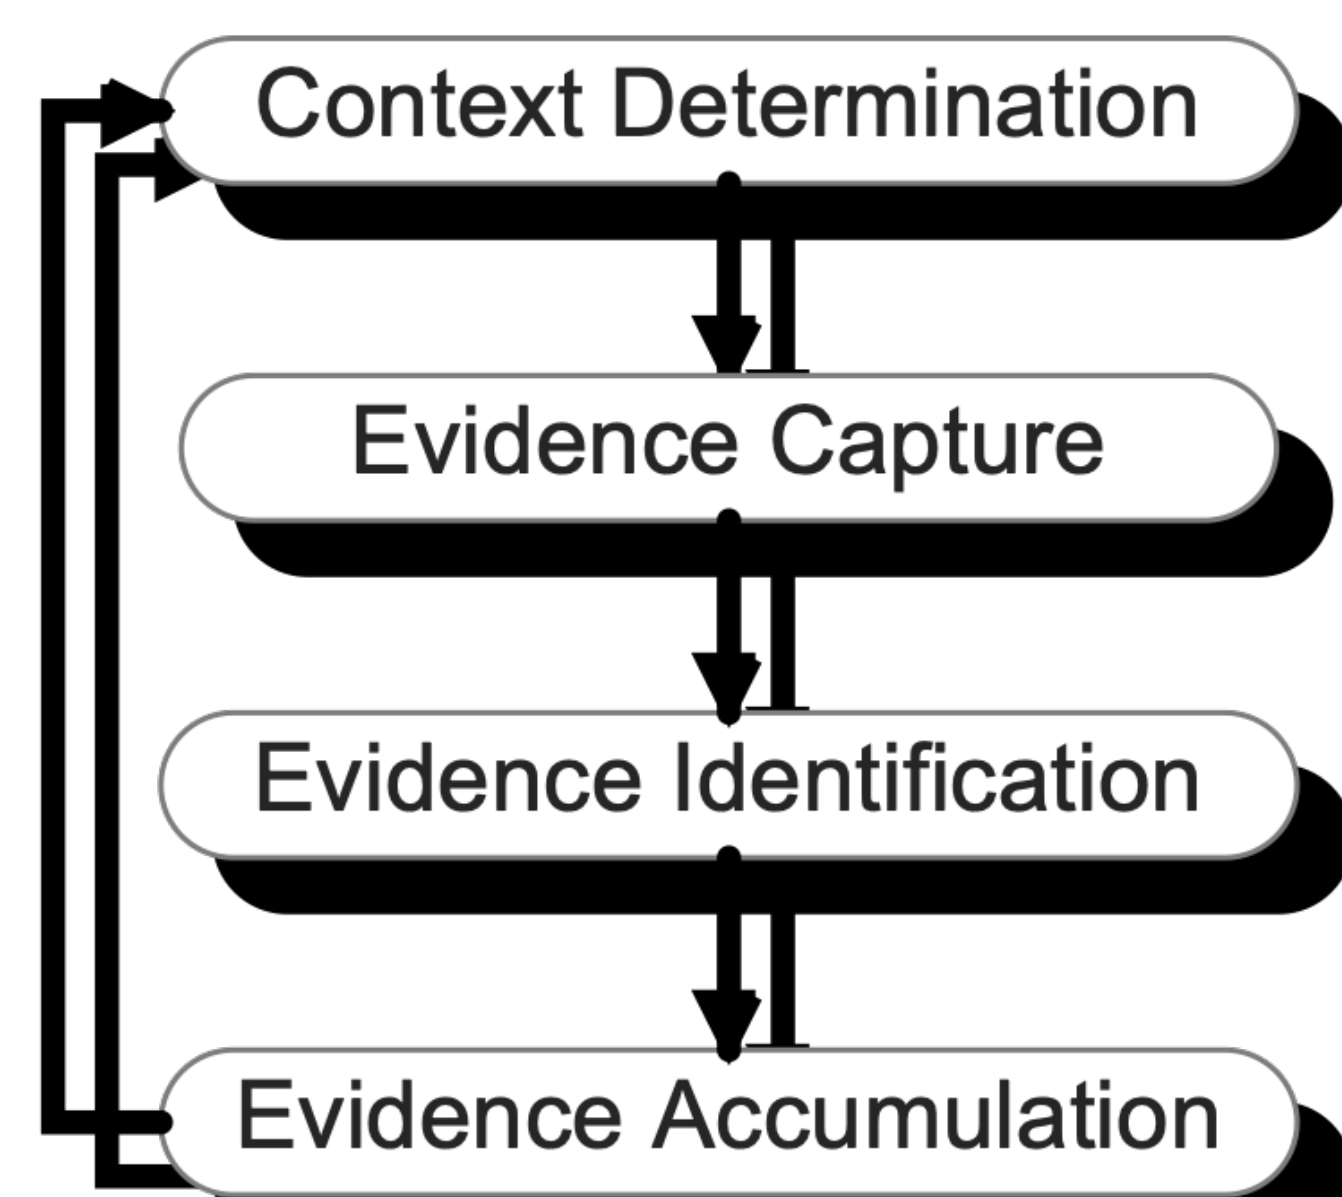 Context Determination
Evidence Capture
Evidence Identification
Evidence Accumulation